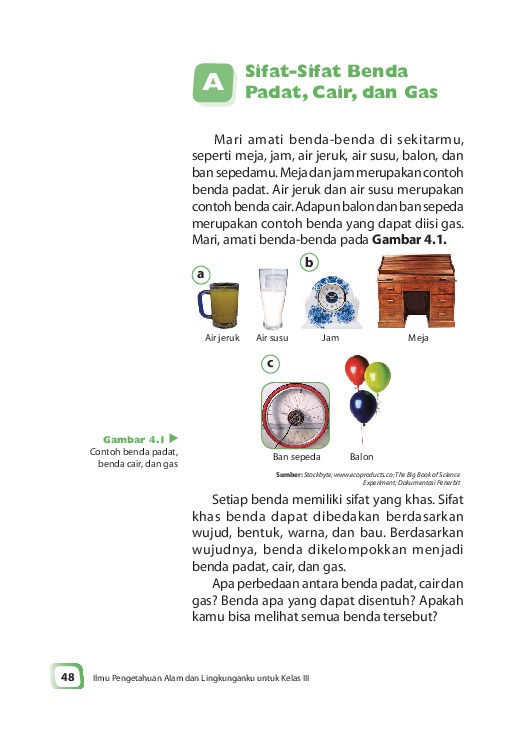 A
Sifat-Sifat Benda
Padat, Cair, dan Gas
Mari amati benda-benda di sekitarmu,
seperti meja, jam, air jeruk, air susu, balon, dan
ban sepedamu. Meja dan jam merupakan contoh
benda padat. Air jeruk dan air susu merupakan
contoh benda cair. Adapun balon dan ban sepeda
merupakan contoh benda yang dapat diisi gas.
Mari, amati benda-benda pada Gambar 4.1.
a
b
Air jeruk
Air susu
Jam
Meja
c
Ban sepeda
Balon
Gambar 4.1
Contoh benda padat,
benda cair, dan gas
Sumber: Stockbyte; www.ecoproducts.co; The Big Book of Science
Experiment; Dokumentasi Penerbit
Setiap benda memiliki sifat yang khas. Sifat
khas benda dapat dibedakan berdasarkan
wujud, bentuk, warna, dan bau. Berdasarkan
wujudnya, benda dikelompokkan menjadi
benda padat, cair, dan gas.
Apa perbedaan antara benda padat, cair dan
gas? Benda apa yang dapat disentuh? Apakah
kamu bisa melihat semua benda tersebut?
48
Ilmu Pengetahuan Alam dan Lingkunganku untuk Kelas III